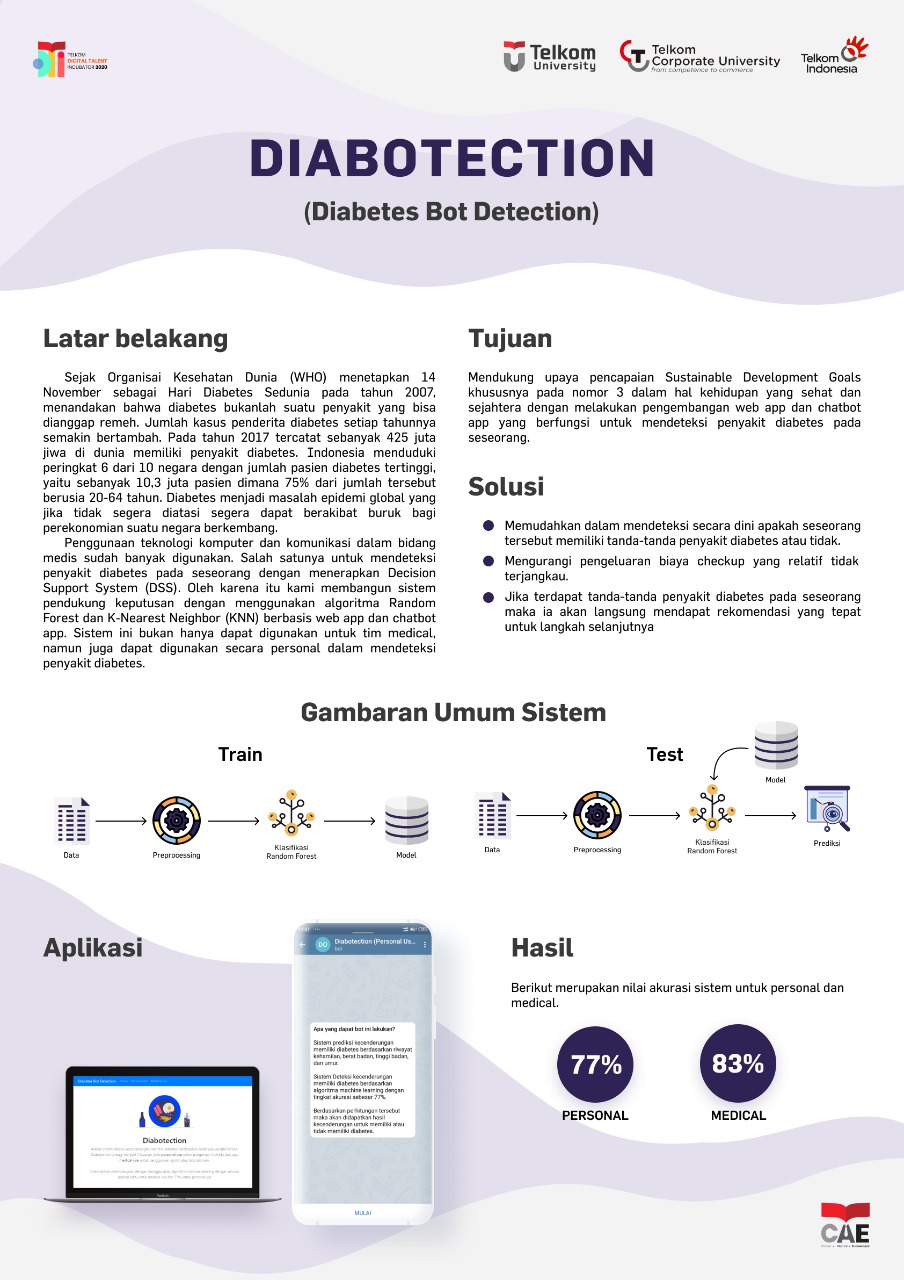 TELKOM
DIGITAL TALENT
INCUBATOR 2020
Telkom
University
Telkom
Corporate University
from competence to commerce
Telkom
Indonesia
DIABOTECTION
(Diabetes Bot Detection)
Latar belakang
Sejak Organisai Kesehatan Dunia (WHO) menetapkan 14
November sebagai Hari Diabetes Sedunia pada tahun 2007,
menandakan bahwa diabetes bukanlah suatu penyakit yang bisa
dianggap remeh. Jumlah kasus penderita diabetes setiap tahunnya
semakin bertambah. Pada tahun 2017 tercatat sebanyak 425 juta
jiwa di dunia memiliki penyakit diabetes. Indonesia menduduki
peringkat 6 dari 10 negara dengan jumlah pasien diabetes tertinggi,
yaitu sebanyak 10,3 juta pasien dimana 75% dari jumlah tersebut
berusia 20-64 tahun. Diabetes menjadi masalah epidemi global yang
jika tidak segera diatasi segera dapat berakibat buruk bagi
perekonomian suatu negara berkembang.
Penggunaan teknologi komputer dan komunikasi dalam bidang
medis sudah banyak digunakan. Salah satunya untuk mendeteksi
penyakit diabetes pada seseorang dengan menerapkan Decision
Support System (DSS). Oleh karena itu kami membangun sistem
pendukung keputusan dengan menggunakan algoritma Random
Forest dan K-Nearest Neighbor (KNN) berbasis web app dan chatbot
app. Sistem ini bukan hanya dapat digunakan untuk tim medical,
namun juga dapat digunakan secara personal dalam mendeteksi
penyakit diabetes.
Tujuan
Mendukung upaya pencapaian Sustainable Development Goals
khususnya pada nomor 3 dalam hal kehidupan yang sehat dan
sejahtera dengan melakukan pengembangan web app dan chatbot
app yang berfungsi untuk mendeteksi penyakit diabetes pada
seseorang.
Solusi
Memudahkan dalam mendeteksi secara dini apakah seseorang
tersebut memiliki tanda-tanda penyakit diabetes atau tidak.
Mengurangi pengeluaran biaya checkup yang relatif tidak
terjangkau.
Jika terdapat tanda-tanda penyakit diabetes pada seseorang
maka ia akan langsung mendapat rekomendasi yang tepat
untuk langkah selanjutnya
Gambaran Umum Sistem
Train
Data
Preprocessing
Klasifikasi
Random Forest
Model
Test
Model
Data
Preprocessing
Klasifikasi
Random Forest
Prediksi
Aplikasi
Diabetes Bot Detection
Diabotection
DO
Diabotection (Personal Us...
bot
Apa yang dapat bot ini lakukan?
Sistem prediksi kecenderungan
memiliki diabetes berdasarkan riwayat
kehamilan, berat badan, tinggi badan,
dan umur.
Sistem Deteksi kecenderungan
memiliki diabetes berdasarkan
algoritma machine learning dengan
tingkat akurasi sebesar 77%.
Berdasarkan perhitungan tersebut
maka akan didapatkan hasil
kecenderungan untuk memiliki atau
tidak memiliki diabetes.
MULAI
Hasil
Berikut merupakan nilai akurasi sistem untuk personal dan
medical.
77%
PERSONAL
83%
MEDICAL
CAE